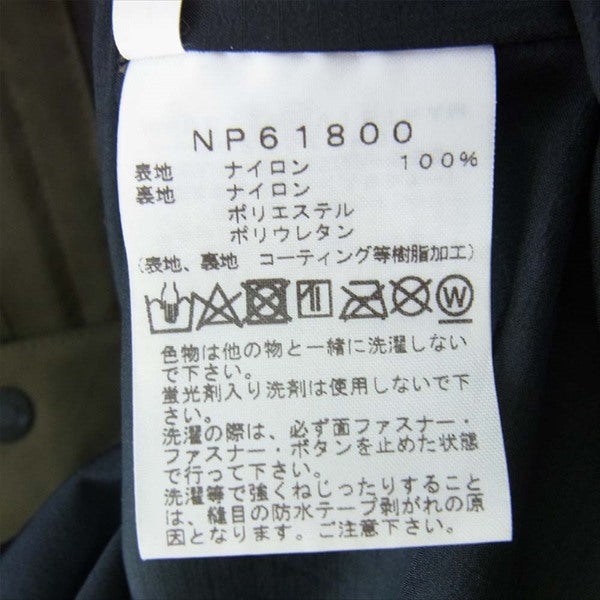 NP61800
表地 ナイロン 100%
裏地 ナイロン
ポリエステル
ポリウレタン
(表地、裏地 コーティング等樹脂加工)
W
色物は他の物と一緒に洗濯しない
で下さい。
蛍光剤入り洗剤は使用しないで下
さい。
洗濯の際は、必ず面ファスナー・
ファスナー・ボタンを止めた状態
で行って下さい。
洗濯等で強くねじったりすること
は、縫目の防水テープ剥がれの原
因となります。ご注意下さい。